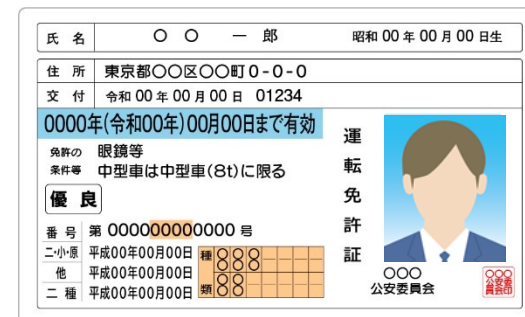 氏名 〇〇 一郎 昭和00年00月00日生
住所 東京都〇〇区〇〇町0-0-0
交付 令和00年00月00日 01234
0000年(令和00年)00月00日まで有効
免許の条件等 眼鏡等
中型車は中型車(8t)に限る
優良
番号 第 000000000000 号
二・小・原 平成00年00月00日
他 平成00年00月00日
二種 平成00年00月00日
種類 〇〇〇
〇〇〇
〇〇
運転免許証
〇〇〇
公安委員会
〇〇〇公安委員会印